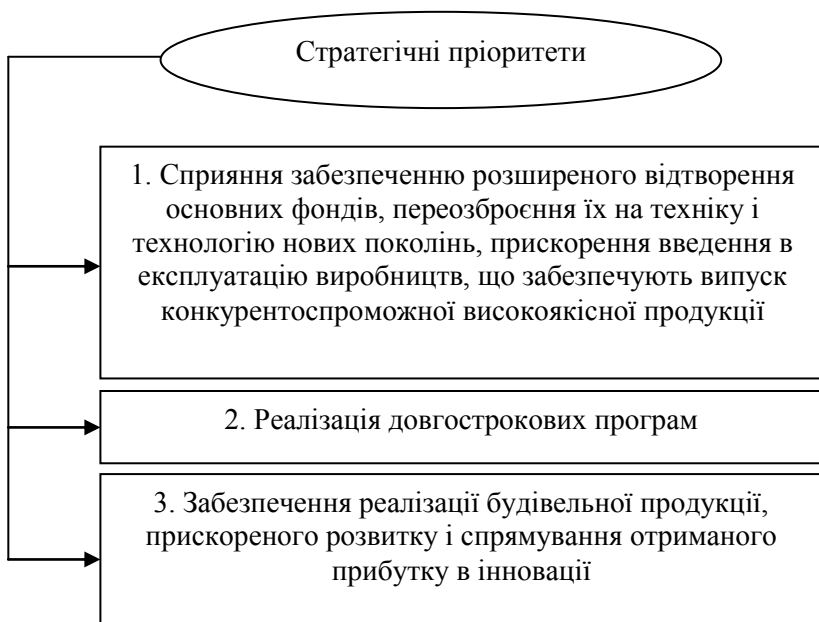 Стратегічні пріоритети
1. Сприяння забезпеченню розширеного відтворення
основних фондів, переозброєння їх на техніку і
технологію нових поколінь, прискорення введення в
експлуатацію виробництв, що забезпечують випуск
конкурентоспроможної високоякісної продукції
2. Реалізація довгострокових програм
3. Забезпечення реалізації будівельної продукції,
прискореного розвитку і спрямування отриманого
прибутку в інновації